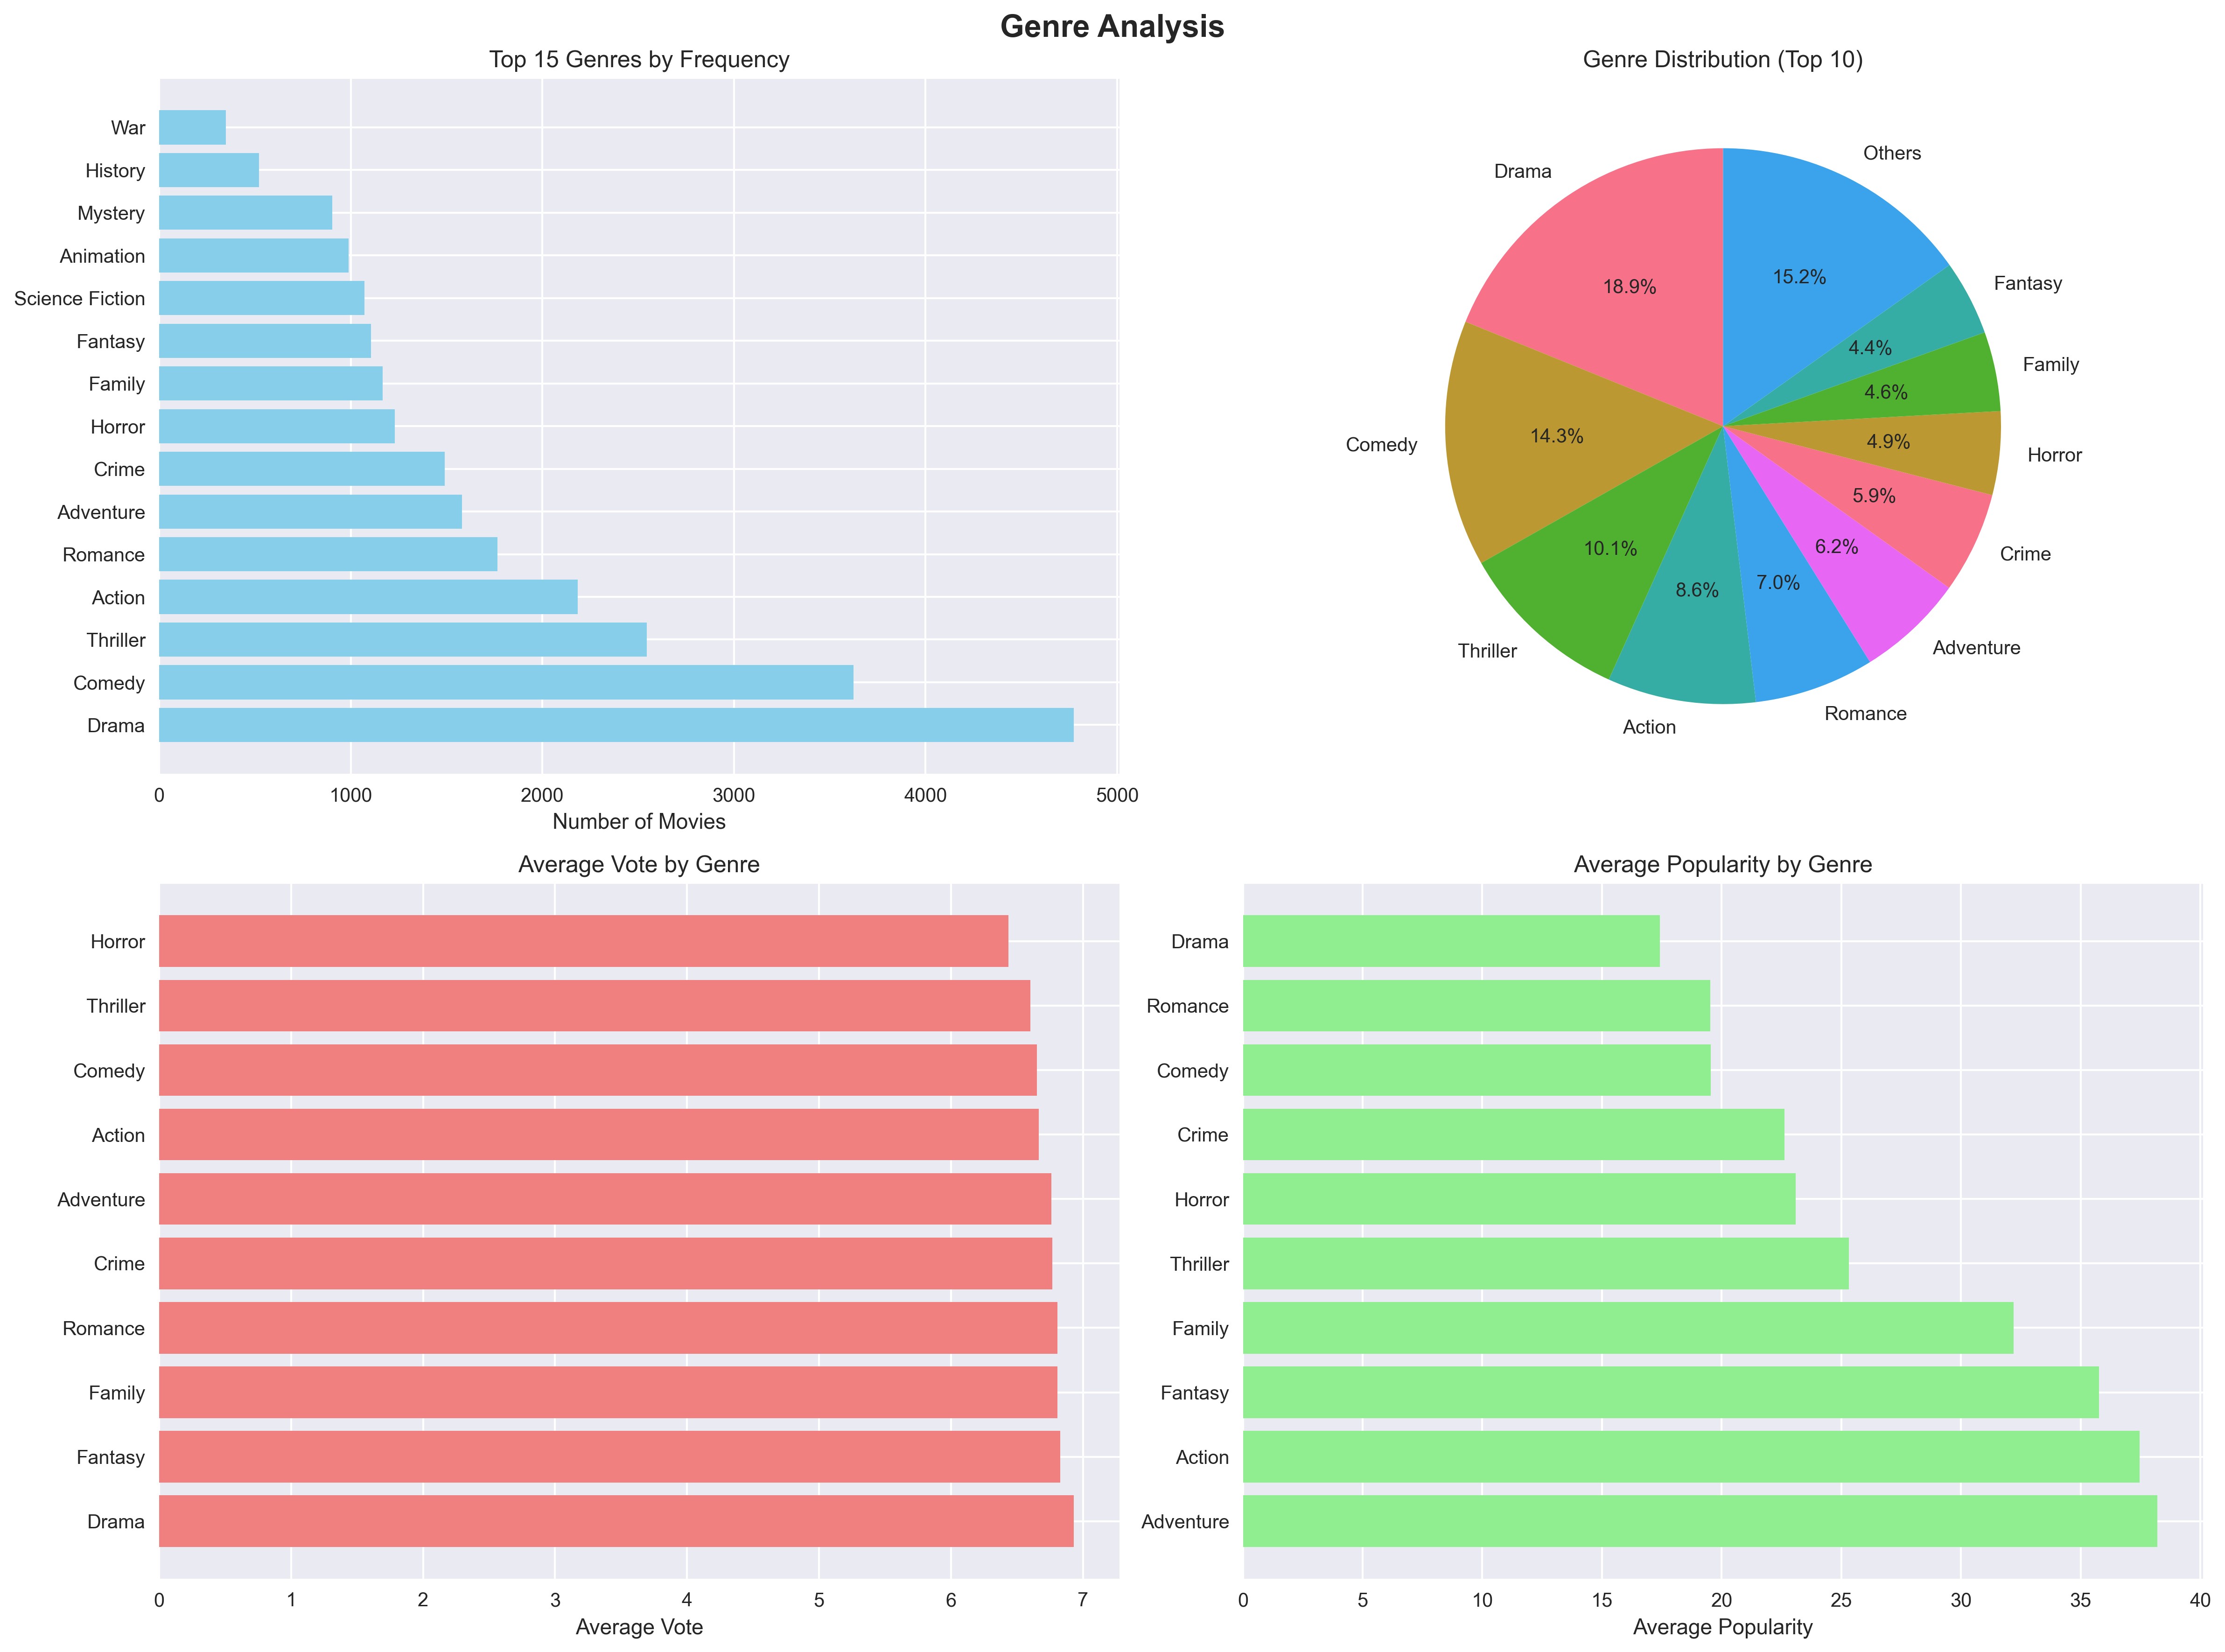 Genre Analysis
Top 15 Genres by Frequency
War
History
Mystery
Animation
Science Fiction
Fantasy
Family
Horror
Crime
Adventure
Romance
Action
Thriller
Comedy
Drama
0 1000 2000 3000 4000 5000
Number of Movies
Genre Distribution (Top 10)
Others
Drama
Fantasy
15.2%
18.9%
4.4%
Family
4.6%
Comedy
14.3%
4.9%
Horror
5.9%
10.1%
6.2%
Crime
8.6%
7.0%
Thriller
Adventure
Romance
Action
Average Vote by Genre
Horror
Thriller
Comedy
Action
Adventure
Crime
Romance
Family
Fantasy
Drama
0 1 2 3 4 5 6 7
Average Vote
Average Popularity by Genre
Drama
Romance
Comedy
Crime
Horror
Thriller
Family
Fantasy
Action
Adventure
0 5 10 15 20 25 30 35 40
Average Popularity